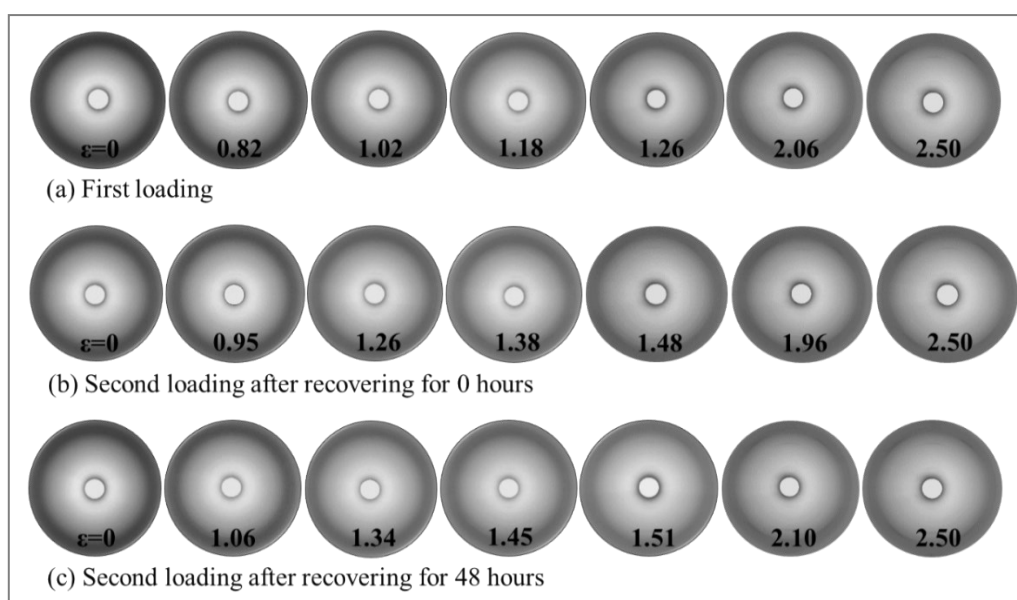 ε=0 0.82 1.02 1.18 1.26 2.06 2.50
(a) First loading
ε=0 0.95 1.26 1.38 1.48 1.96 2.50
(b) Second loading after recovering for 0 hours
ε=0 1.06 1.34 1.45 1.51 2.10 2.50
(c) Second loading after recovering for 48 hours